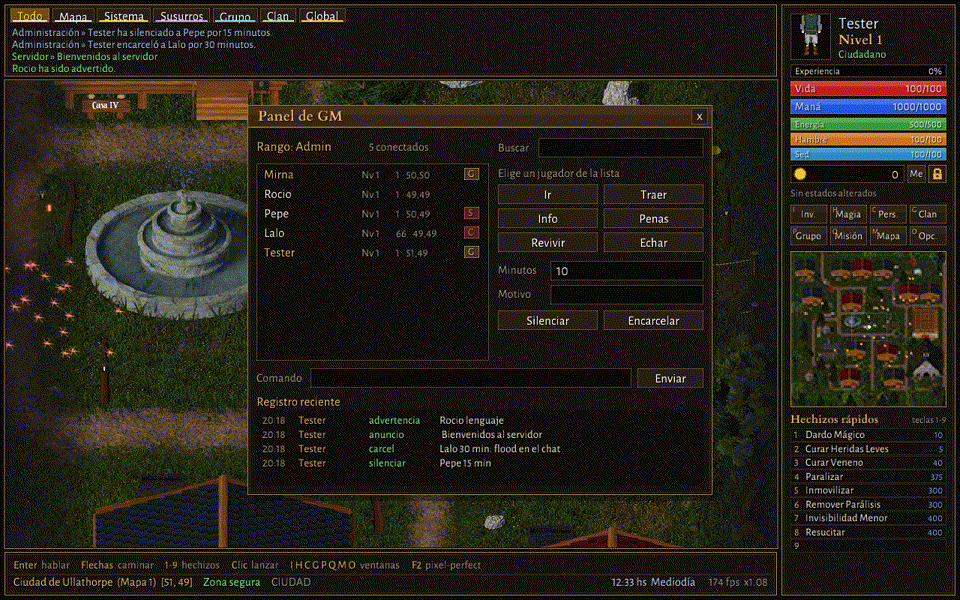 Todo Mapa Sistema Susurros Grupo Clan Global
Administración » Tester ha silenciado a Pepe por 15 minutos.
Administración » Tester encarceló a Lalo por 30 minutos.
Servidor » Bienvenidos al servidor
Rocio ha sido advertido.
Casa IV
Panel de GM X
Rango: Admin 5 conectados
Mirna Nv1 1 50,50 G
Rocio Nv1 1 49,49
Pepe Nv1 1 50,49 S
Lalo Nv1 66 49,49 C
Tester Nv1 1 51,49 G
Buscar
Elige un jugador de la lista
Ir Traer
Info Penas
Revivir Echar
Minutos 10
Motivo
Silenciar Encarcelar
Comando Enviar
Registro reciente
20:18 Tester advertencia Rocio lenguaje
20:18 Tester anuncio Bienvenidos al servidor
20:18 Tester carcel Lalo 30 min: flood en el chat
20:18 Tester silenciar Pepe 15 min
Enter hablar Flechas caminar 1-9 hechizos Clic lanzar I H C G P Q M O ventanas F2 pixel-perfect
Ciudad de Ullathorpe (Mapa 1) [51, 49] Zona segura CIUDAD 12:33 hs Mediodía 174 fps x1.08
Tester
Nivel 1
Ciudadano
Experiencia 0%
Vida 100/100
Maná 1000/1000
Energía 500/500
Hambre 100/100
Sed 100/100
0 Me
Sin estados alterados
I Inv. H Magia C Pers. G Clan
P Grupo Q Misión M Mapa O Opc.
Hechizos rápidos teclas 1-9
1 Dardo Mágico 10
2 Curar Heridas Leves 5
3 Curar Veneno 40
4 Paralizar 375
5 Inmovilizar 300
6 Remover Parálisis 300
7 Invisibilidad Menor 400
8 Resucitar 400
9